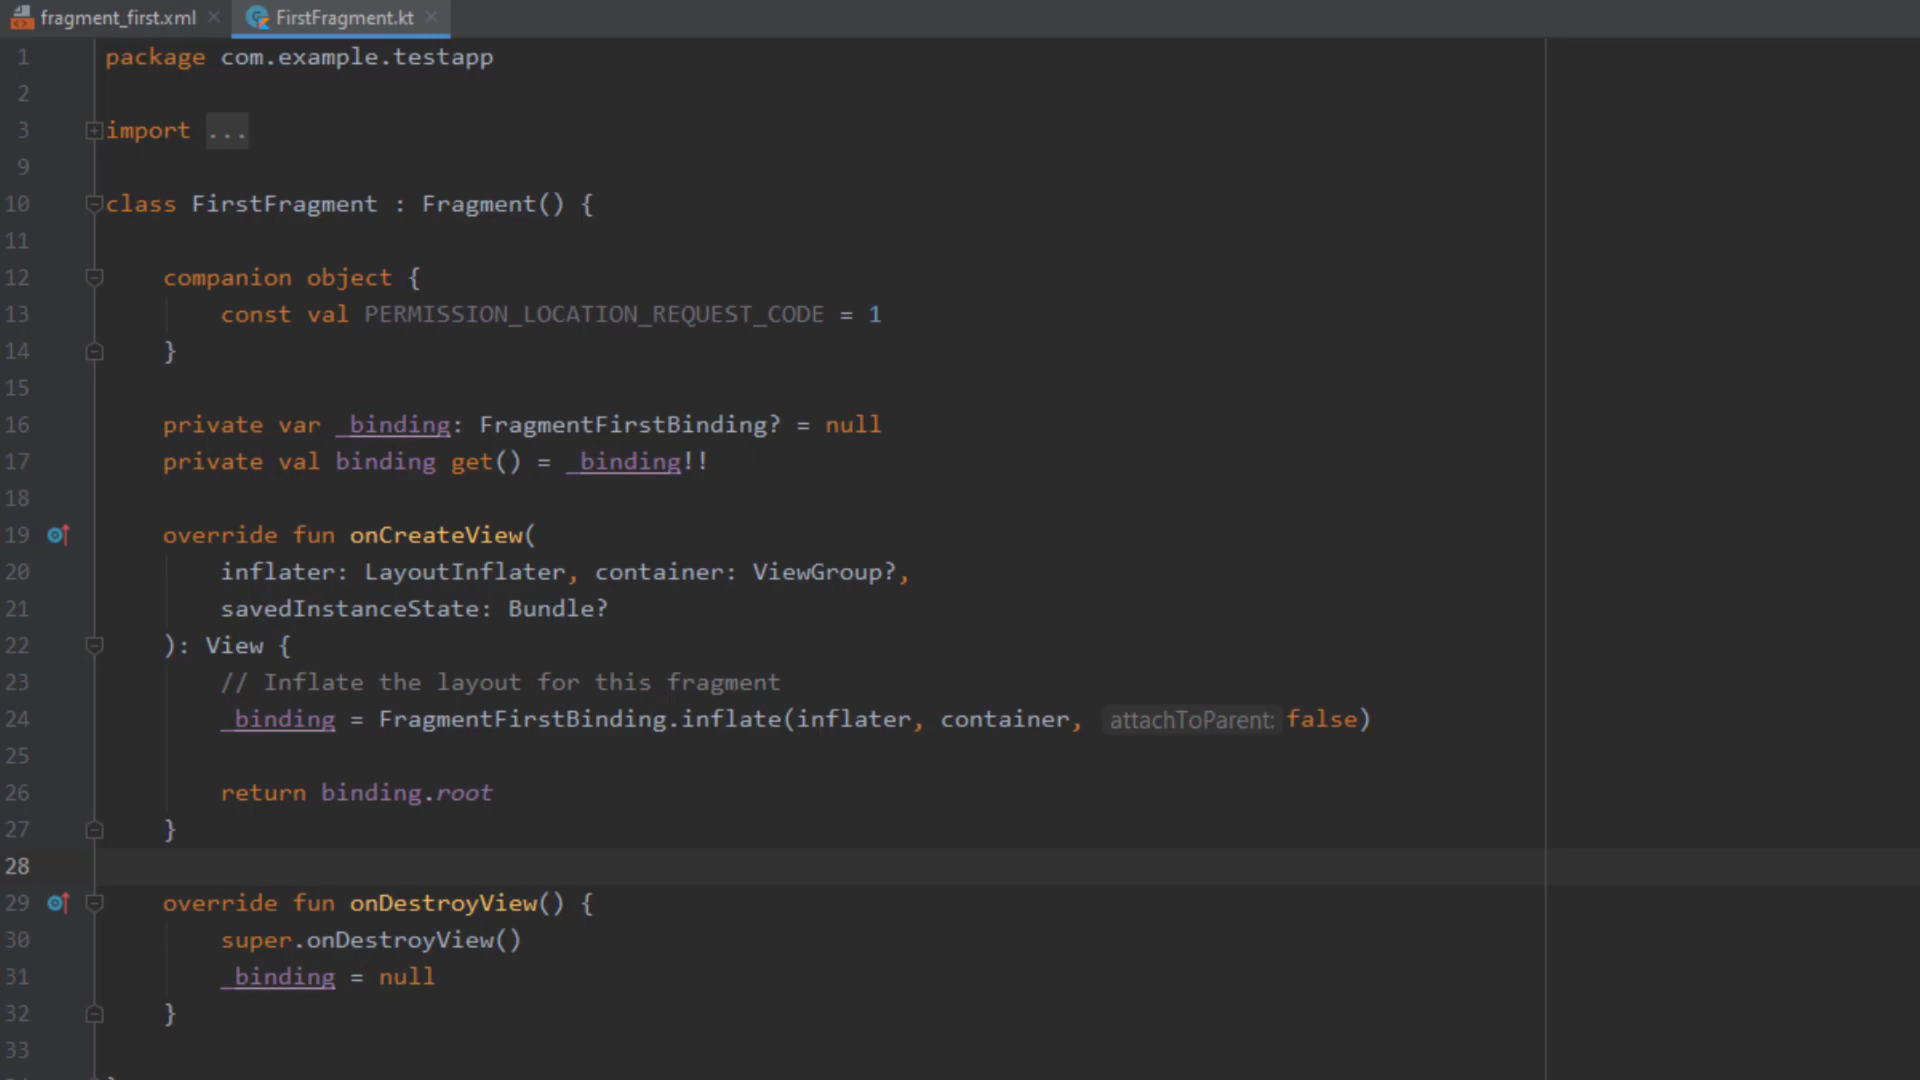 fragment_first.xml FirstFragment.kt
1 package com.example.testapp
2
3 import ...
9
10 class FirstFragment : Fragment() {
11
12 companion object {
13 const val PERMISSION_LOCATION_REQUEST_CODE = 1
14 }
15
16 private var _binding: FragmentFirstBinding? = null
17 private val binding get() = _binding!!
18
19 override fun onCreateView(
20 inflater: LayoutInflater, container: ViewGroup?,
21 savedInstanceState: Bundle?
22 ): View {
23 // Inflate the layout for this fragment
24 _binding = FragmentFirstBinding.inflate(inflater, container, attachToParent: false)
25
26 return binding.root
27 }
28
29 override fun onDestroyView() {
30 super.onDestroyView()
31 _binding = null
32 }
33